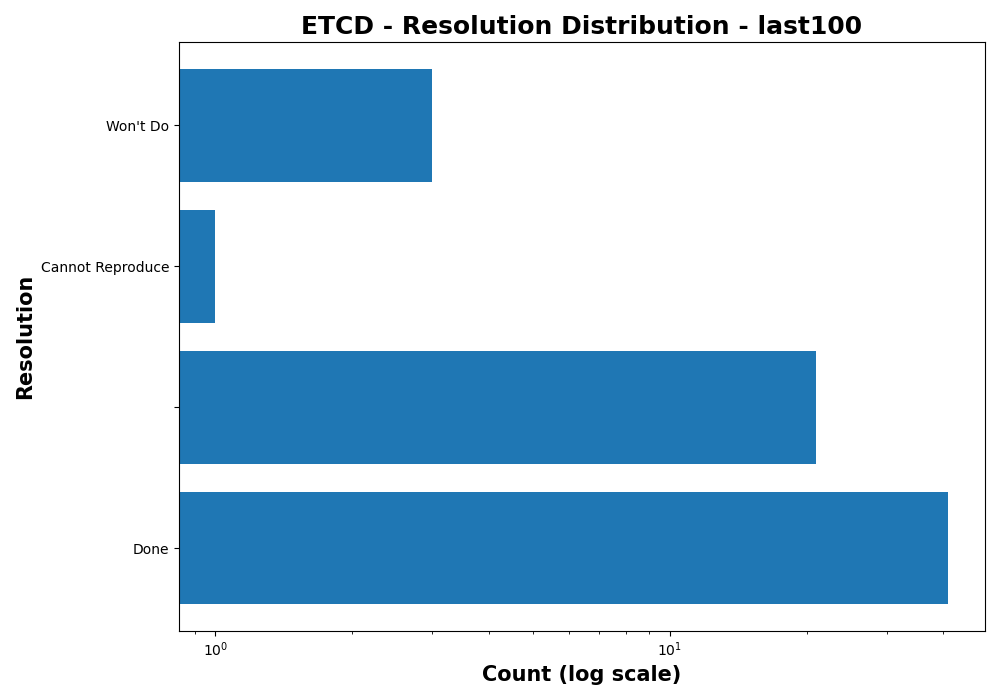 ETCD - Resolution Distribution - last100
Won't Do
Cannot Reproduce
Done
Resolution
10⁰
10¹
Count (log scale)